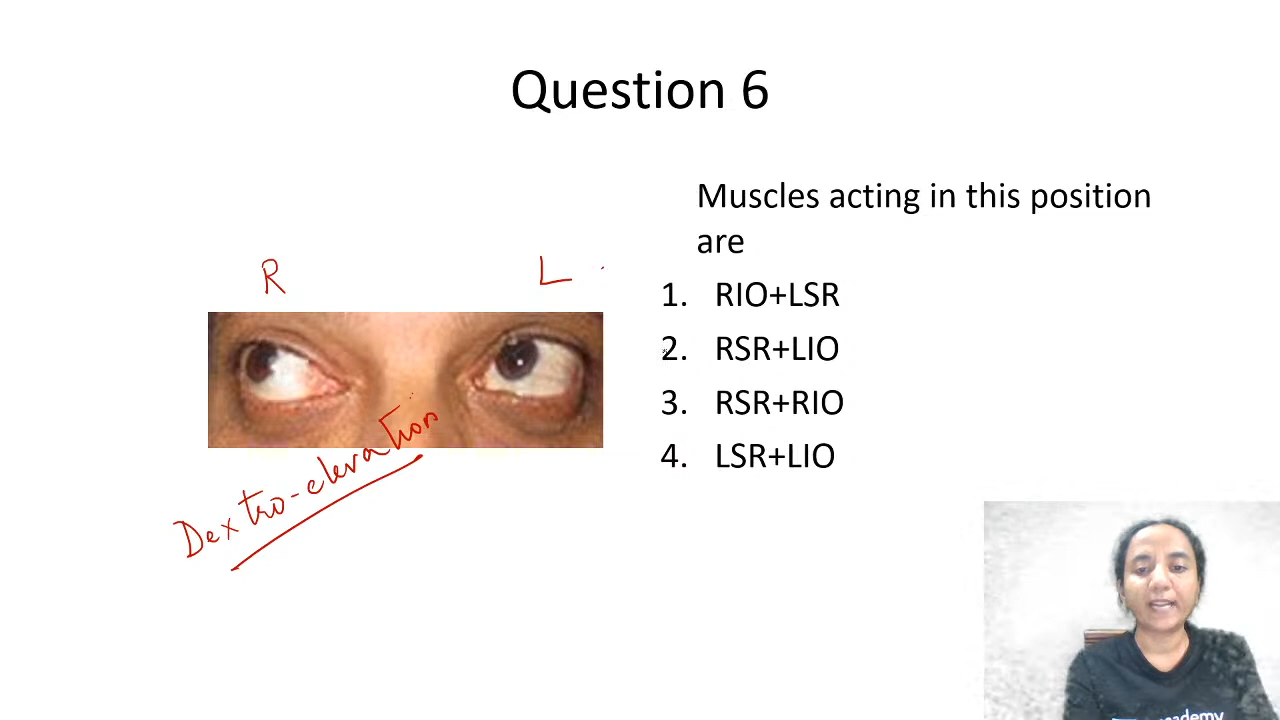 Question 6
Muscles acting in this position
are
R
L
1. RIO+LSR
2. RSR+LIO
3. RSR+RIO
4. LSR+LIO
Dextro-elevation
academy